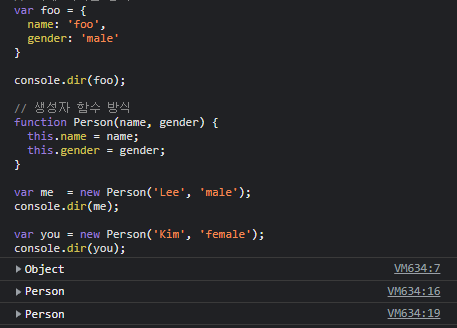 var foo = {
  name: 'foo',
  gender: 'male'
}
console.dir(foo);
// 생성자 함수 방식
function Person(name, gender) {
  this.name = name;
  this.gender = gender;
}
var me  = new Person('Lee', 'male');
console.dir(me);
var you = new Person('Kim', 'female');
console.dir(you);
Object VM634:7
Person VM634:16
Person VM634:19